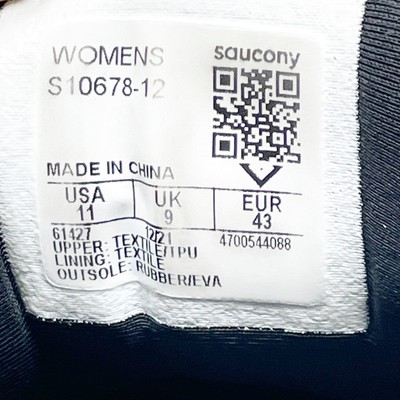 WOMENS
saucony
S10678-12
MADE IN CHINA
USA UK EUR
11 9 43
61427 12/21 4700544088
UPPER: TEXTILE/TPU
LINING: TEXTILE
OUTSOLE: RUBBER/EVA